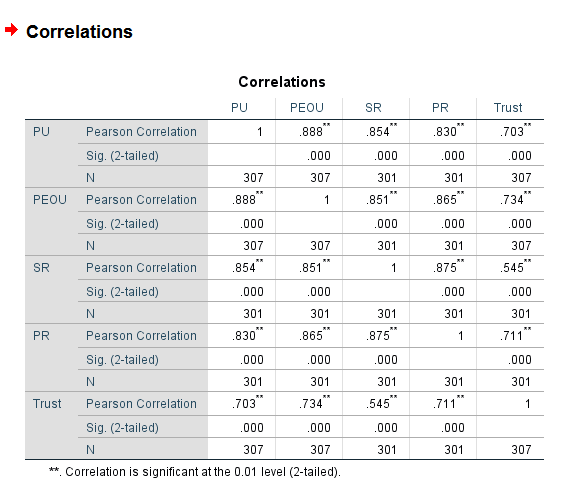 Correlations
Correlations
PU PEOU SR PR Trust
PU Pearson Correlation 1 .888** .854** .830** .703**
Sig. (2-tailed) .000 .000 .000 .000
N 307 307 301 301 307
PEOU Pearson Correlation .888** 1 .851** .865** .734**
Sig. (2-tailed) .000 .000 .000 .000
N 307 307 301 301 307
SR Pearson Correlation .854** .851** 1 .875** .545**
Sig. (2-tailed) .000 .000 .000 .000
N 301 301 301 301 301
PR Pearson Correlation .830** .865** .875** 1 .711**
Sig. (2-tailed) .000 .000 .000 .000
N 301 301 301 301 301
Trust Pearson Correlation .703** .734** .545** .711** 1
Sig. (2-tailed) .000 .000 .000 .000
N 307 307 301 301 307
**. Correlation is significant at the 0.01 level (2-tailed).